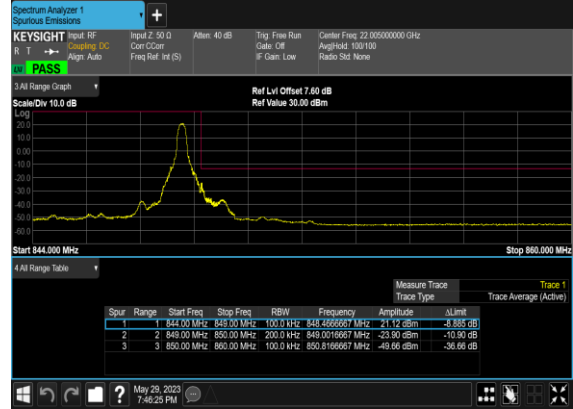 Spectrum Analyzer 1
Spurious Emissions
KEYSIGHT Input: RF Input Z: 50 Ω Atten: 40 dB Trig: Free Run Center Freq: 22.005000000 GHz
R T Coupling: DC Corr CCorr Gate: Off Avg|Hold: 100/100
Align: Auto Freq Ref: Int (S) IF Gain: Low Radio Std: None
PASS
3 All Range Graph
Ref Lvl Offset 7.60 dB
Scale/Div 10.0 dB Ref Value 30.00 dBm
Log
20.0
10.0
0.00
-10.0
-20.0
-30.0
-40.0
-50.0
-60.0
Start 844.000 MHz Stop 860.000 MHz
4 All Range Table
Measure Trace Trace 1
Trace Type Trace Average (Active)
Spur Range Start Freq Stop Freq RBW Frequency Amplitude ΔLimit
1 1 844.00 MHz 849.00 MHz 100.0 kHz 848.4666667 MHz 21.12 dBm -8.885 dB
2 2 849.00 MHz 850.00 MHz 200.0 kHz 849.0016667 MHz -23.90 dBm -10.90 dB
3 3 850.00 MHz 860.00 MHz 100.0 kHz 850.8166667 MHz -49.66 dBm -36.66 dB
? May 29, 2023
7:46:25 PM